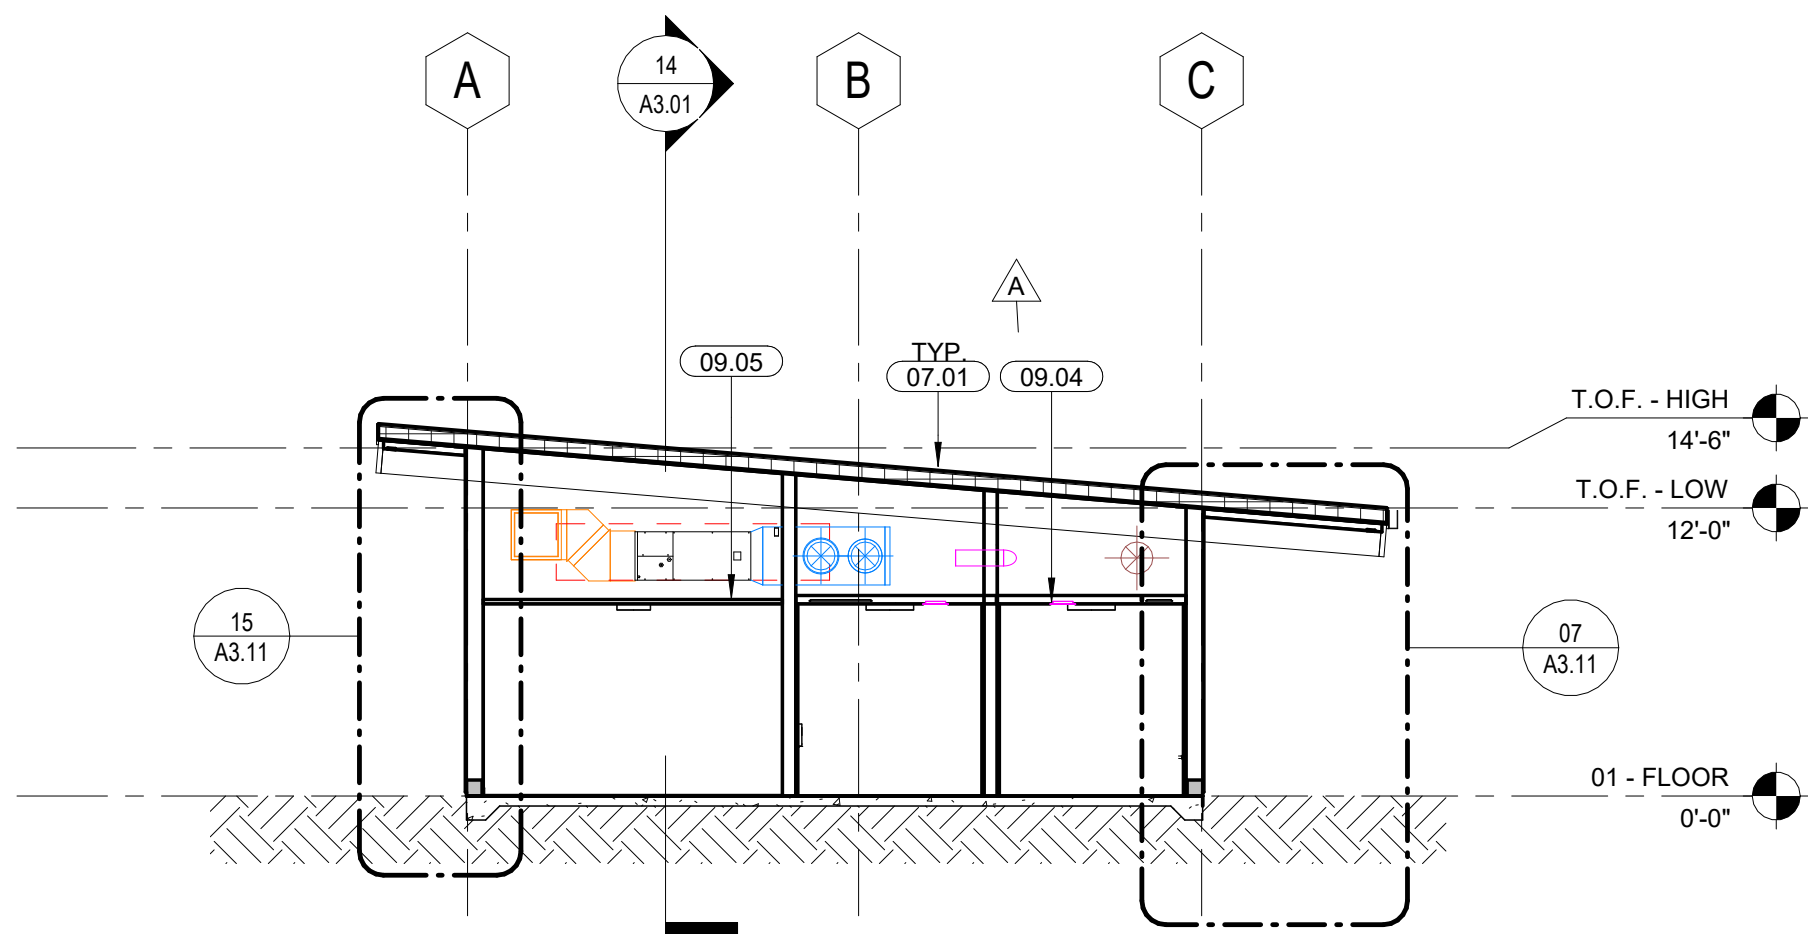 A
14
A3.01
B
C
A
09.05
TYP.
07.01
09.04
T.O.F. - HIGH
14'-6"
T.O.F. - LOW
12'-0"
15
A3.11
07
A3.11
01 - FLOOR
0'-0"